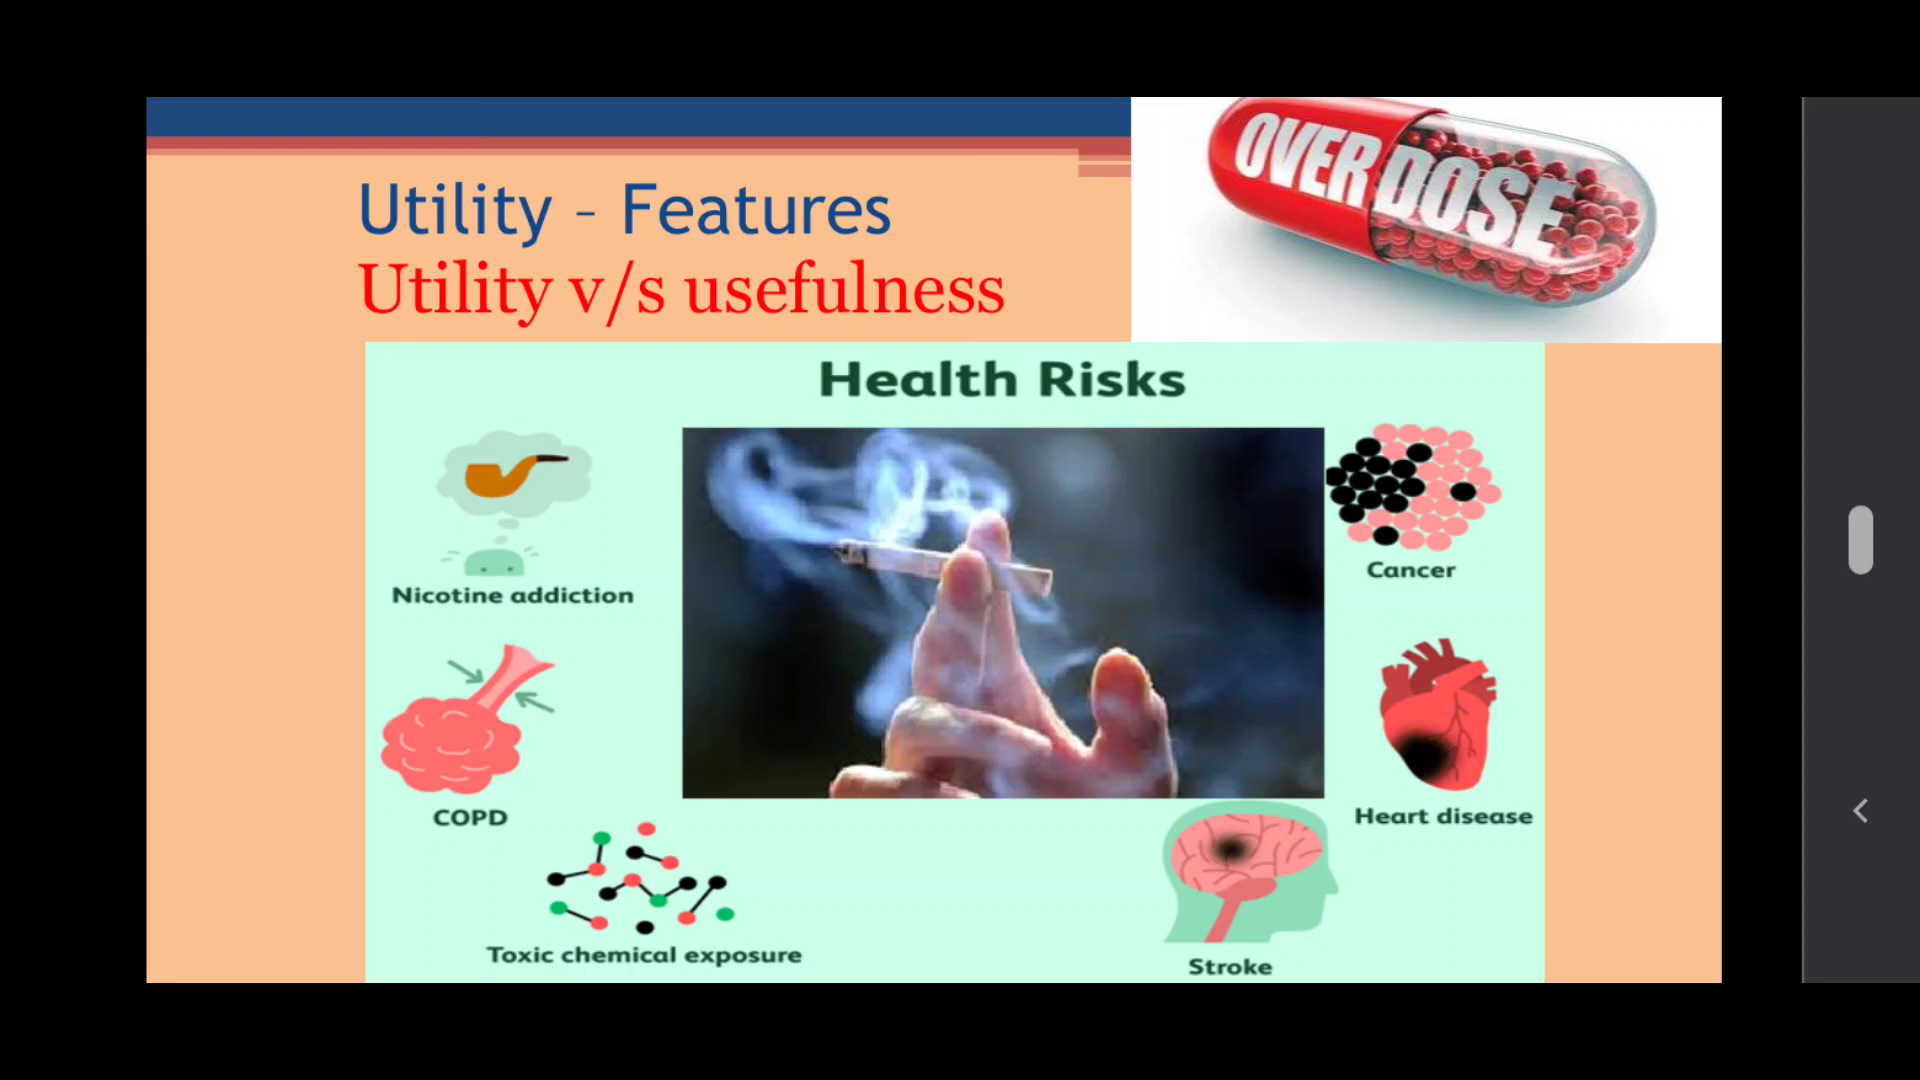 OVERDOSE
Utility – Features
Utility v/s usefulness
Health Risks
Nicotine addiction
Cancer
COPD
Heart disease
Toxic chemical exposure
Stroke